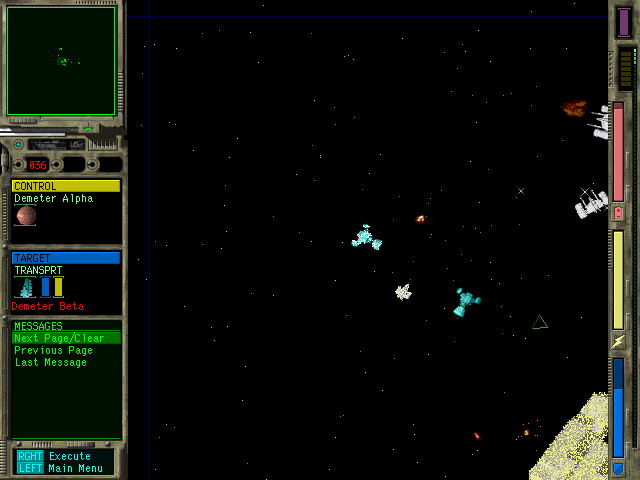 036
CONTROL
Demeter Alpha
TARGET
TRANSPRT
Demeter Beta
MESSAGES
Next Page/Clear
Previous Page
Last Message
RGHT Execute
LEFT Main Menu